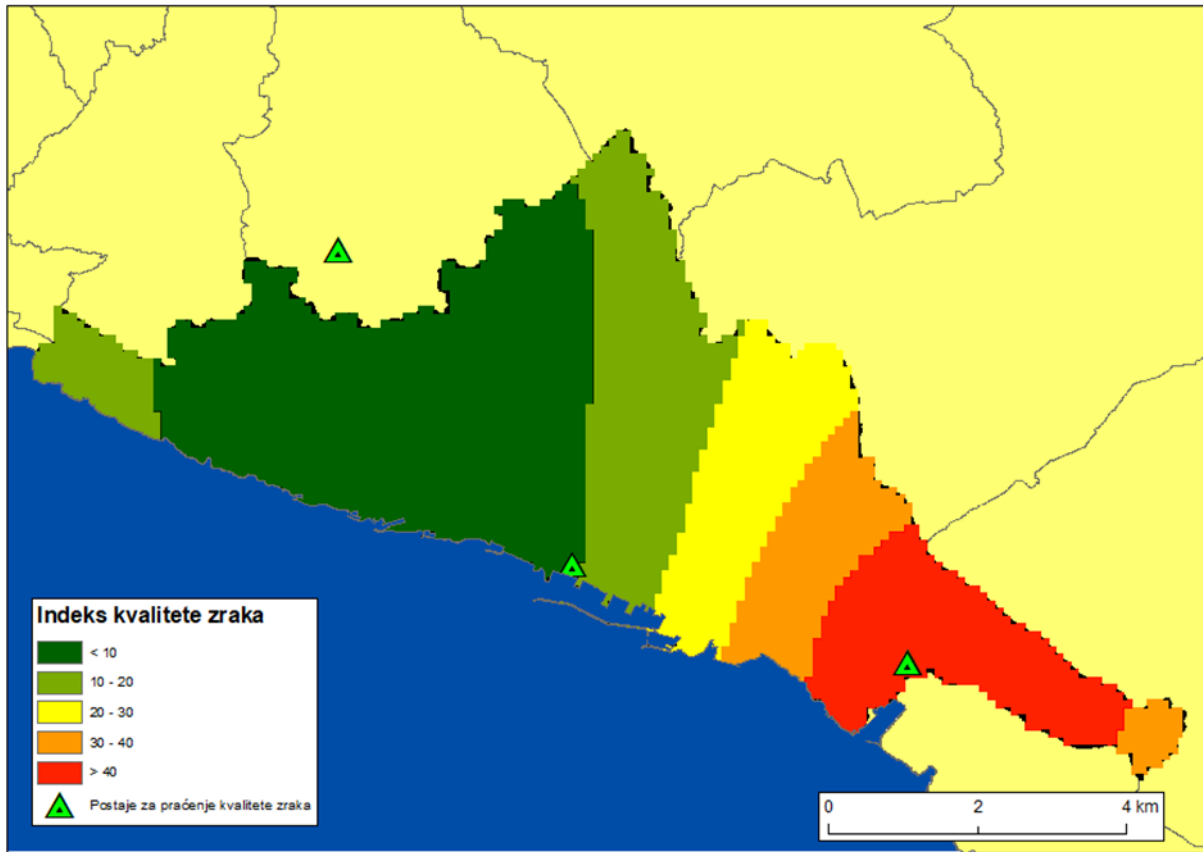 Indeks kvalitete zraka
< 10
10 - 20
20 - 30
30 - 40
> 40
Postaje za praćenje kvalitete zraka
0 2 4 km